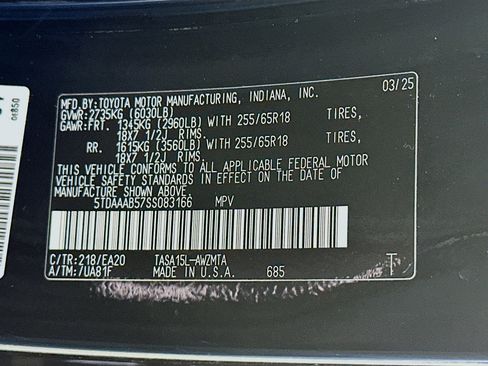 MFD.BY:TOYOTA MOTOR MANUFACTURING, INDIANA, INC. 03/25
GVWR:2735KG (6030LB)
GAWR:FRT. 1345KG (2960LB) WITH 255/65R18 TIRES,
18X7 1/2J RIMS.
RR. 1615KG (3560LB) WITH 255/65R18 TIRES,
18X7 1/2J RIMS.
THIS VEHICLE CONFORMS TO ALL APPLICABLE FEDERAL MOTOR
VEHICLE SAFETY STANDARDS IN EFFECT ON THE DATE OF
MANUFACTURE SHOWN ABOVE
5TDAAAB57SS083166 MPV
C/TR:218/EA20 TASA15L-AWZMTA
A/TM:/UA81F MADE IN U.S.A. 685 T
04850